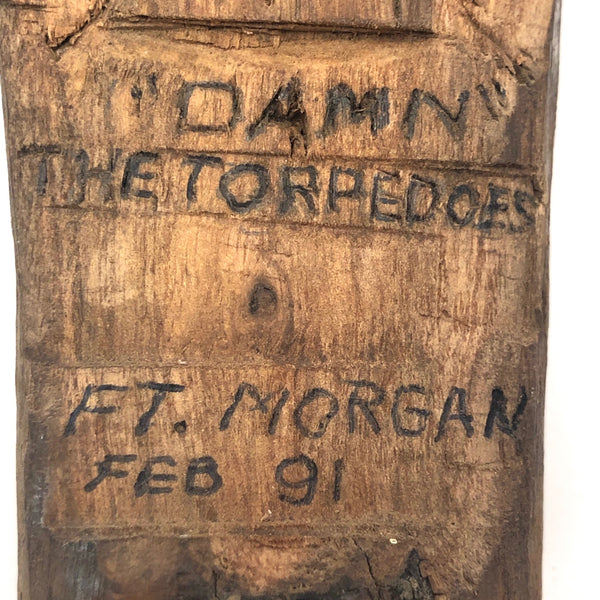 "DAMN"
THE TORPEDOES
FT. MORGAN
FEB 91